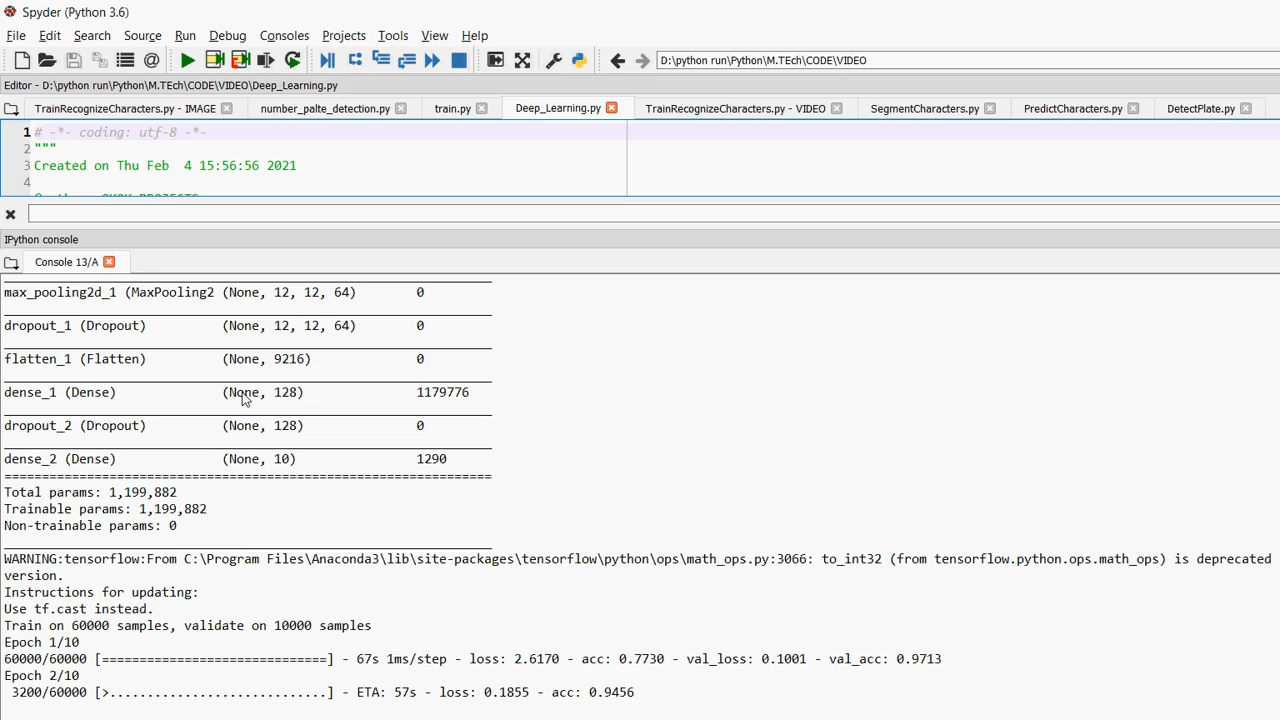 Spyder (Python 3.6)
File Edit Search Source Run Debug Consoles Projects Tools View Help
D:\python run\Python\M.TEch\CODE\VIDEO
Editor - D:\python run\Python\M.TEch\CODE\VIDEO\Deep_Learning.py
TrainRecognizeCharacters.py - IMAGE number_palte_detection.py train.py Deep_Learning.py TrainRecognizeCharacters.py - VIDEO SegmentCharacters.py PredictCharacters.py DetectPlate.py
1 # -*- coding: utf-8 -*-
2 """
3 Created on Thu Feb  4 15:56:56 2021
4
IPython console
Console 13/A
max_pooling2d_1 (MaxPooling2 (None, 12, 12, 64) 0
dropout_1 (Dropout) (None, 12, 12, 64) 0
flatten_1 (Flatten) (None, 9216) 0
dense_1 (Dense) (None, 128) 1179776
dropout_2 (Dropout) (None, 128) 0
dense_2 (Dense) (None, 10) 1290
=================================================================
Total params: 1,199,882
Trainable params: 1,199,882
Non-trainable params: 0
WARNING:tensorflow:From C:\Program Files\Anaconda3\lib\site-packages\tensorflow\python\ops\math_ops.py:3066: to_int32 (from tensorflow.python.ops.math_ops) is deprecated
version.
Instructions for updating:
Use tf.cast instead.
Train on 60000 samples, validate on 10000 samples
Epoch 1/10
60000/60000 [==============================] - 67s 1ms/step - loss: 2.6170 - acc: 0.7730 - val_loss: 0.1001 - val_acc: 0.9713
Epoch 2/10
3200/60000 [>.............................] - ETA: 57s - loss: 0.1855 - acc: 0.9456